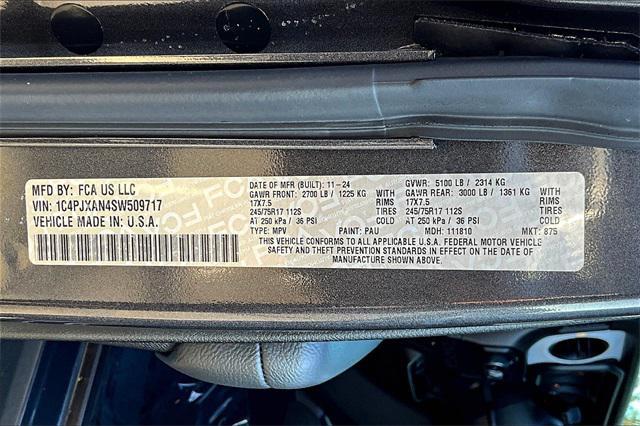 MFD BY: FCA US LLC
VIN: 1C4PJXAN4SW509717
VEHICLE MADE IN: U.S.A.
DATE OF MFR (BUILT): 11-24 GVWR: 5100 LB / 2314 KG
GAWR FRONT: 2700 LB / 1225 KG WITH GAWR REAR: 3000 LB / 1361 KG WITH
17X7.5 RIMS 17X7.5 RIMS
245/75R17 112S 245/75R17 112S
AT 250 kPa / 36 PSI COLD AT 250 kPa / 36 PSI COLD
TYPE: MPV PAINT: PAU MDH: 111810 MKT: 875
THIS VEHICLE CONFORMS TO ALL APPLICABLE U.S.A. FEDERAL MOTOR VEHICLE
SAFETY AND THEFT PREVENTION STANDARDS IN EFFECT ON THE DATE OF
MANUFACTURE SHOWN ABOVE.